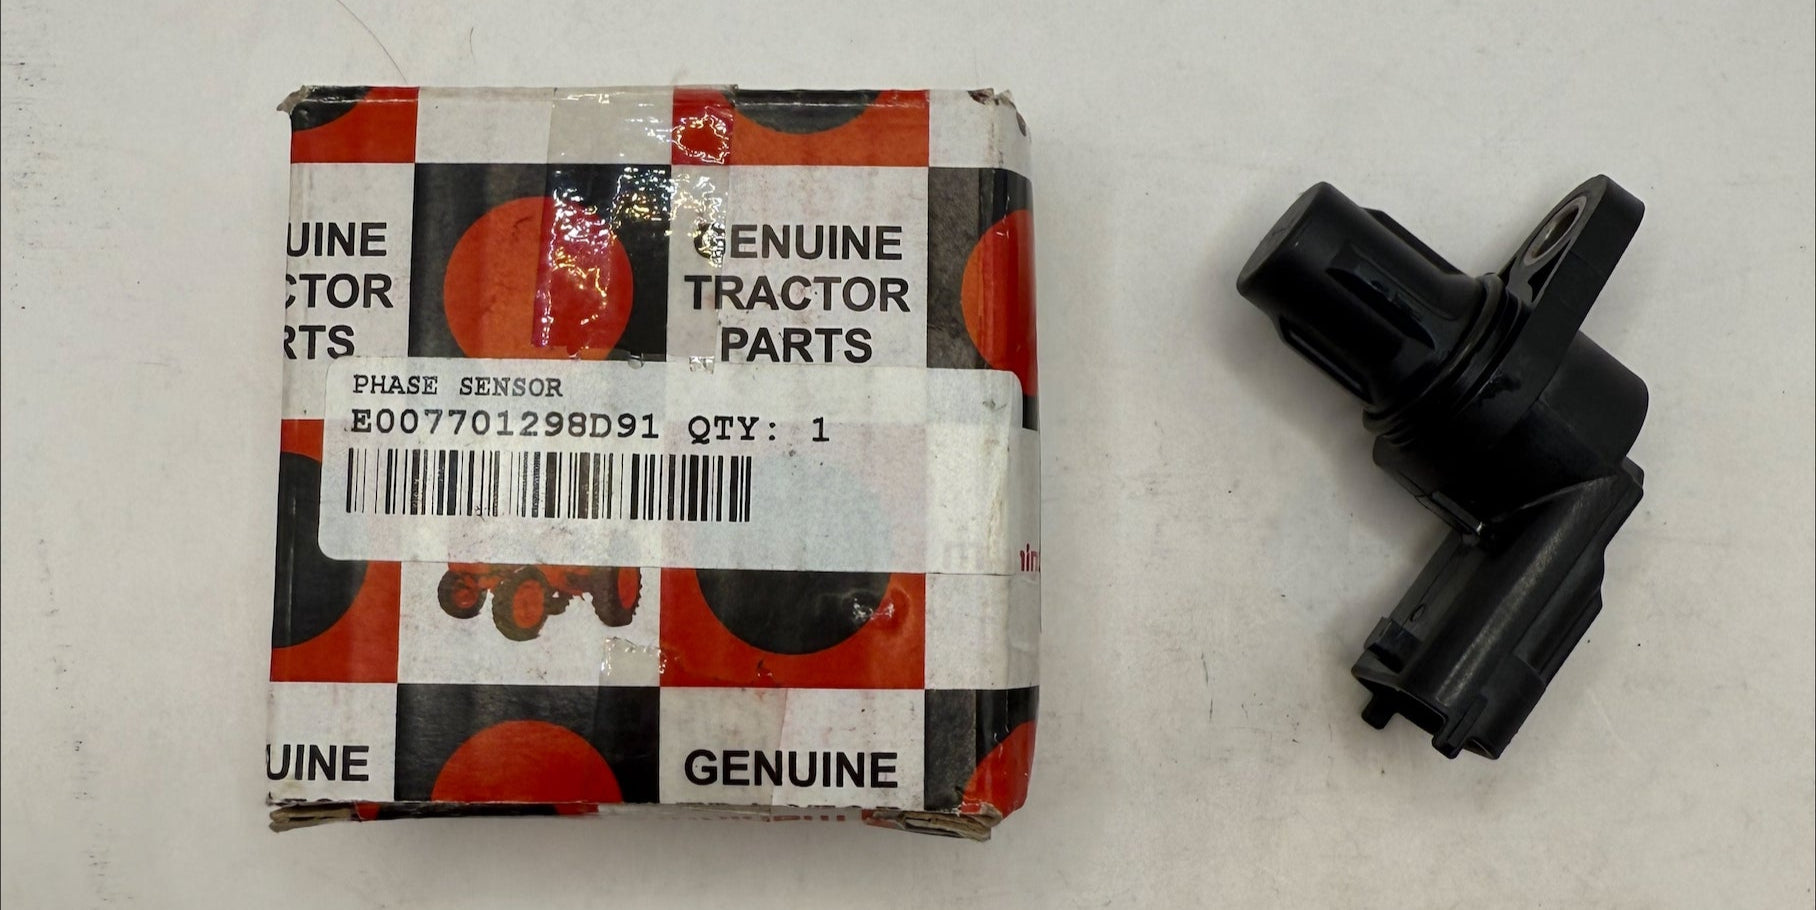 UINE
CTOR
RTS
GENUINE
TRACTOR
PARTS
PHASE SENSOR
E007701298D91 QTY: 1
UINE
GENUINE